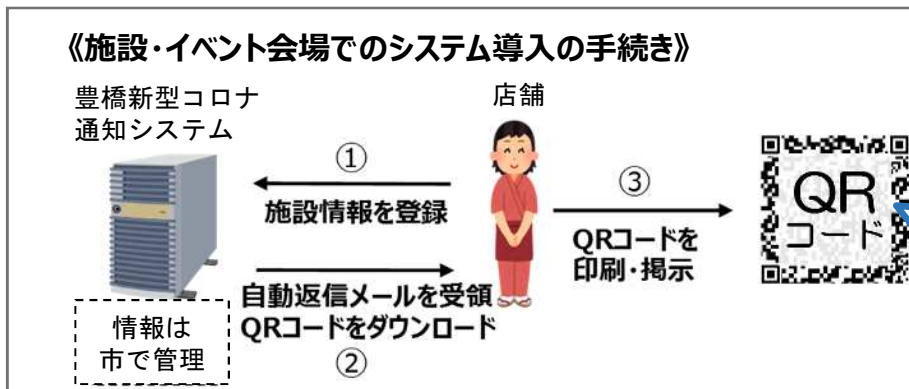 《施設・イベント会場でのシステム導入の手続き》
豊橋新型コロナ
通知システム
店舗
①
施設情報を登録
③
QRコードを
印刷・掲示
QR
コード
自動返信メールを受領
QRコードをダウンロード
②
情報は
市で管理